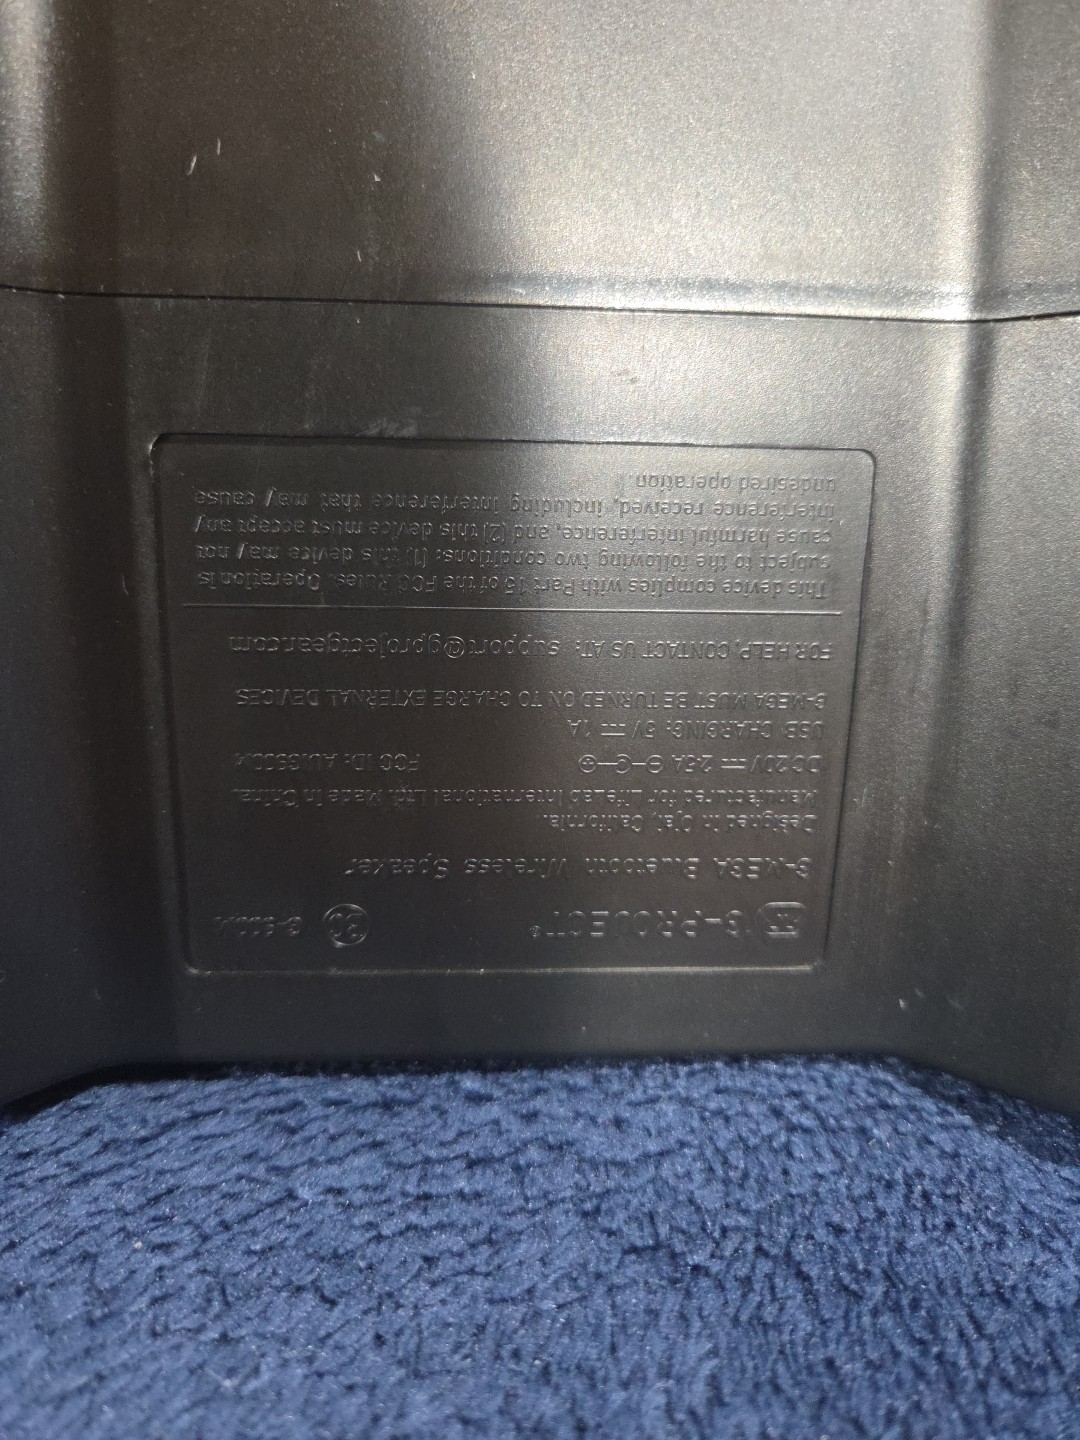 G-PROJECT®
G-MEGA Bluetooth Wireless Speaker
Designed in Ojai, California.
Manufactured for LifeLab International Ltd. Made in China.
DC 20V ⎓ 2.5A
USB CHARGING: 5V ⎓ 1A
G-MEGA MUST BE TURNED ON TO CHARGE EXTERNAL DEVICES
FOR HELP, CONTACT US AT: support@gprojectgear.com
This device complies with Part 15 of the FCC Rules. Operation is
subject to the following two conditions: (1) this device may not
cause harmful interference, and (2) this device must accept any
interference received, including interference that may cause
undesired operation.